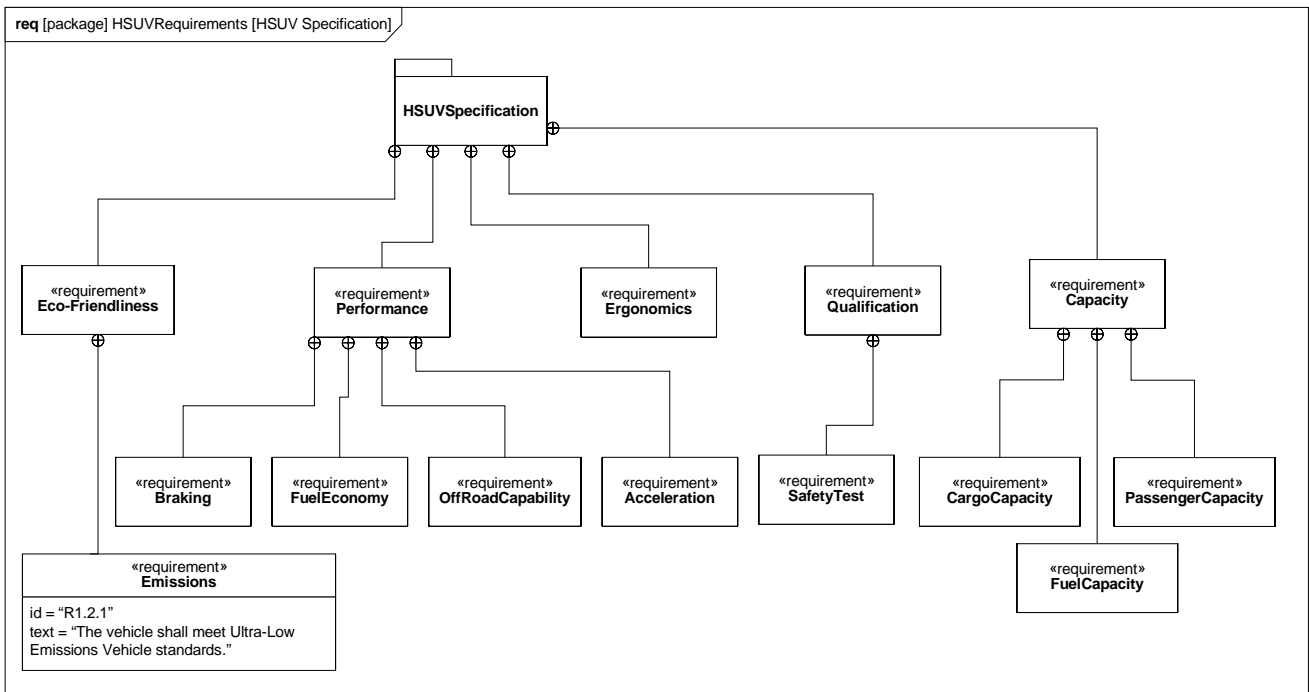 req [package] HSUVRequirements [HSUV Specification]
HSUVSpecification
«requirement»
Eco-Friendliness
«requirement»
Performance
«requirement»
Ergonomics
«requirement»
Qualification
«requirement»
Capacity
«requirement»
Braking
«requirement»
FuelEconomy
«requirement»
OffRoadCapability
«requirement»
Acceleration
«requirement»
SafetyTest
«requirement»
CargoCapacity
«requirement»
PassengerCapacity
«requirement»
FuelCapacity
«requirement»
Emissions
id = “R1.2.1”
text = “The vehicle shall meet Ultra-Low
Emissions Vehicle standards.”